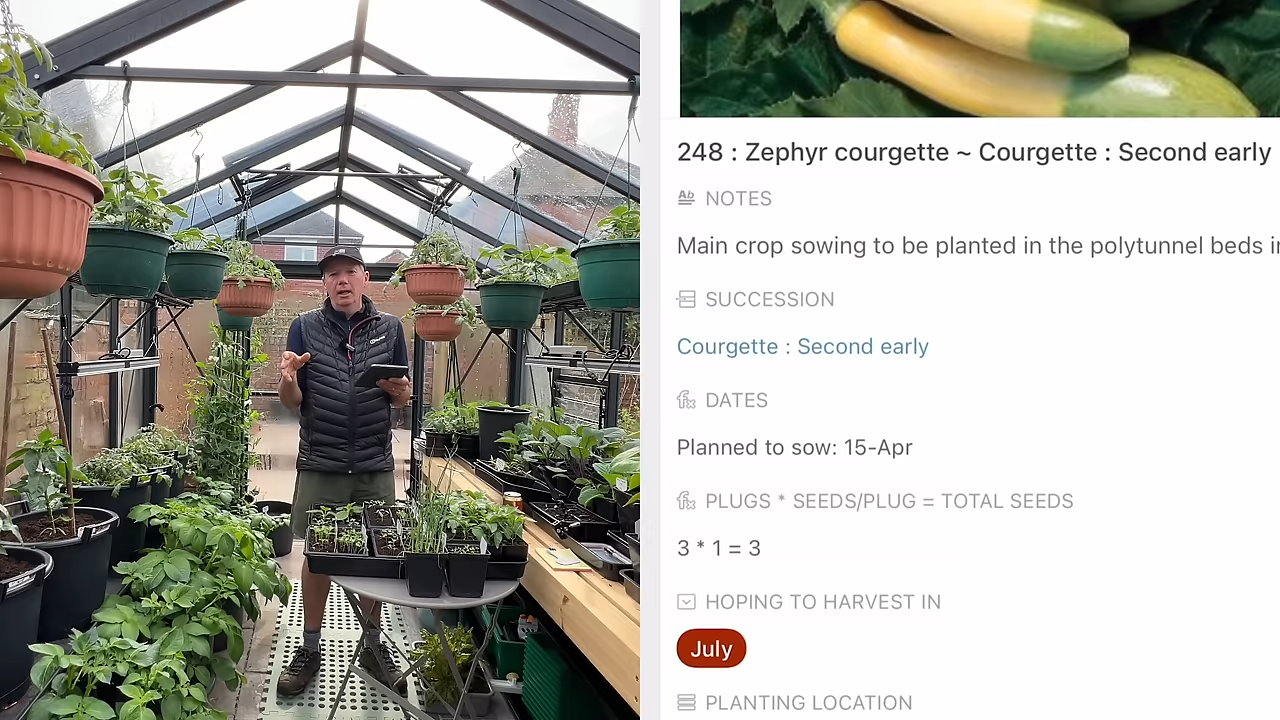 248 : Zephyr courgette ~ Courgette : Second early
Ab NOTES
Main crop sowing to be planted in the polytunnel beds
SUCCESSION
Courgette : Second early
DATES
Planned to sow: 15-Apr
PLUGS * SEEDS/PLUG = TOTAL SEEDS
3 * 1 = 3
HOPING TO HARVEST IN
July
PLANTING LOCATION